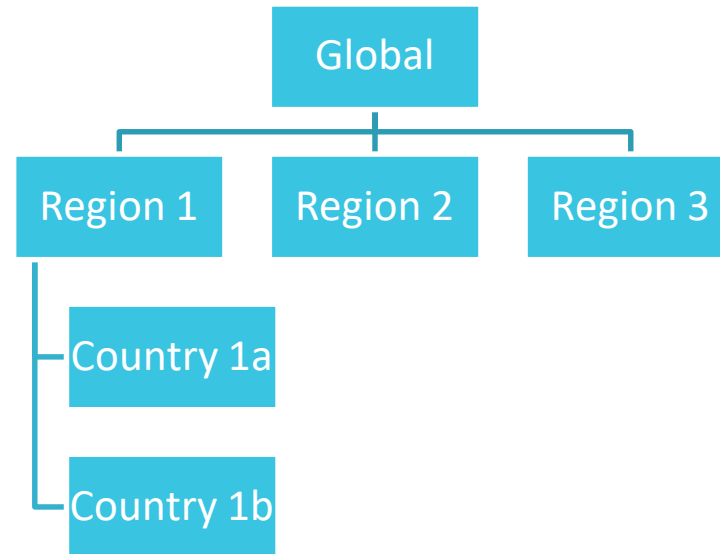 Global
Region 1
Region 2
Region 3
Country 1a
Country 1b